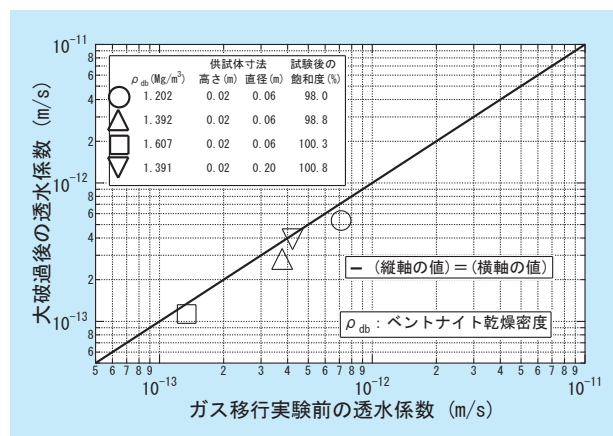 10⁻¹¹
8
6
4
2
10⁻¹²
8
6
4
2
10⁻¹³
8
6
大破過後の透水係数 (m/s)
供試体寸法 試験後の
ρdb(Mg/m³) 高さ(m) 直径(m) 飽和度(%)
1.202 0.02 0.06 98.0
1.392 0.02 0.06 98.8
1.607 0.02 0.06 100.3
1.391 0.02 0.20 100.8
— (縦軸の値)=(横軸の値)
ρdb:ベントナイト乾燥密度
5 6 7 8 9 2 3 4 5 6 7 8 9 2 3 4 5 6 7 8 9
10⁻¹³ 10⁻¹² 10⁻¹¹
ガス移行実験前の透水係数 (m/s)